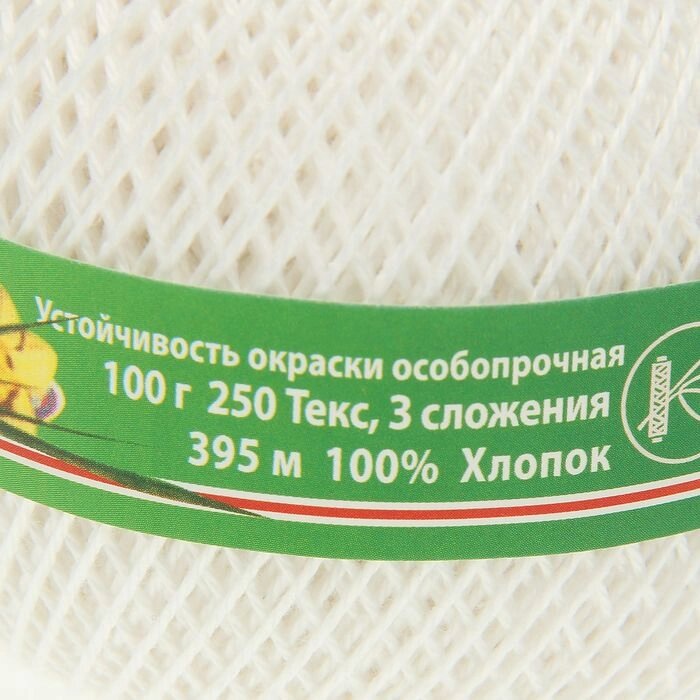 Устойчивость окраски особопрочная
100 г 250 Текс, 3 сложения
395 м 100% Хлопок